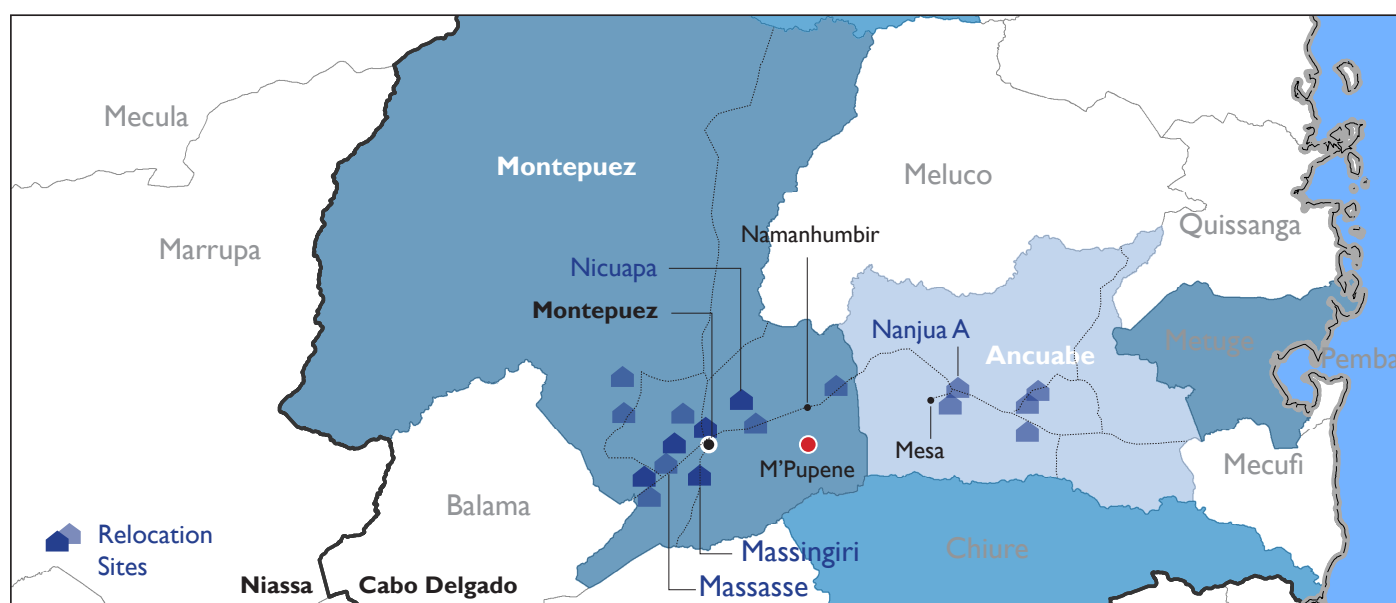 Mecula
Montepuez
Meluco
Quissanga
Marrupa
Namanhumbir
Nicuapa
Montepuez
Nanjua A
Ancuabe
Metuge
Pemba
Mesa
M'Pupene
Mecufi
Balama
Relocation
Sites
Chiure
Massingiri
Niassa
Cabo Delgado
Massasse